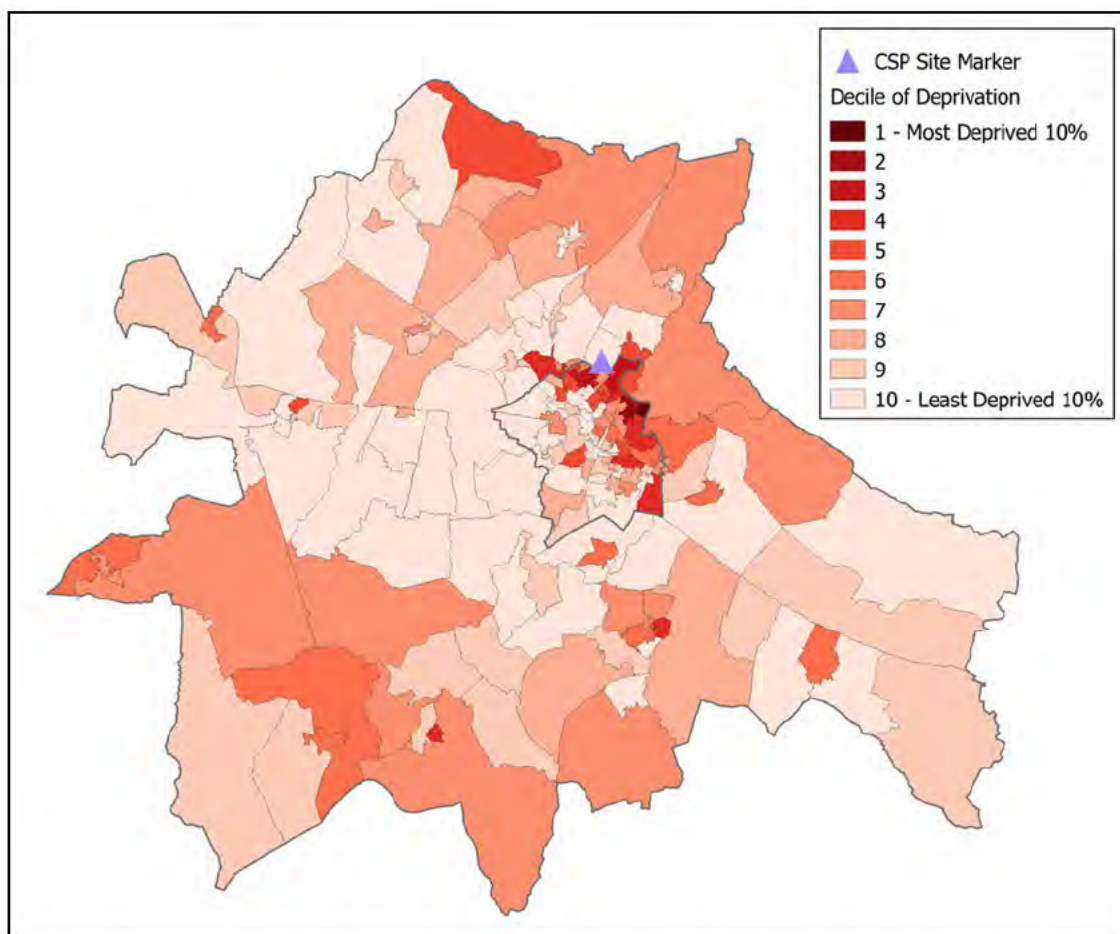 CSP Site Marker
Decile of Deprivation
1 - Most Deprived 10%
2
3
4
5
6
7
8
9
10 - Least Deprived 10%